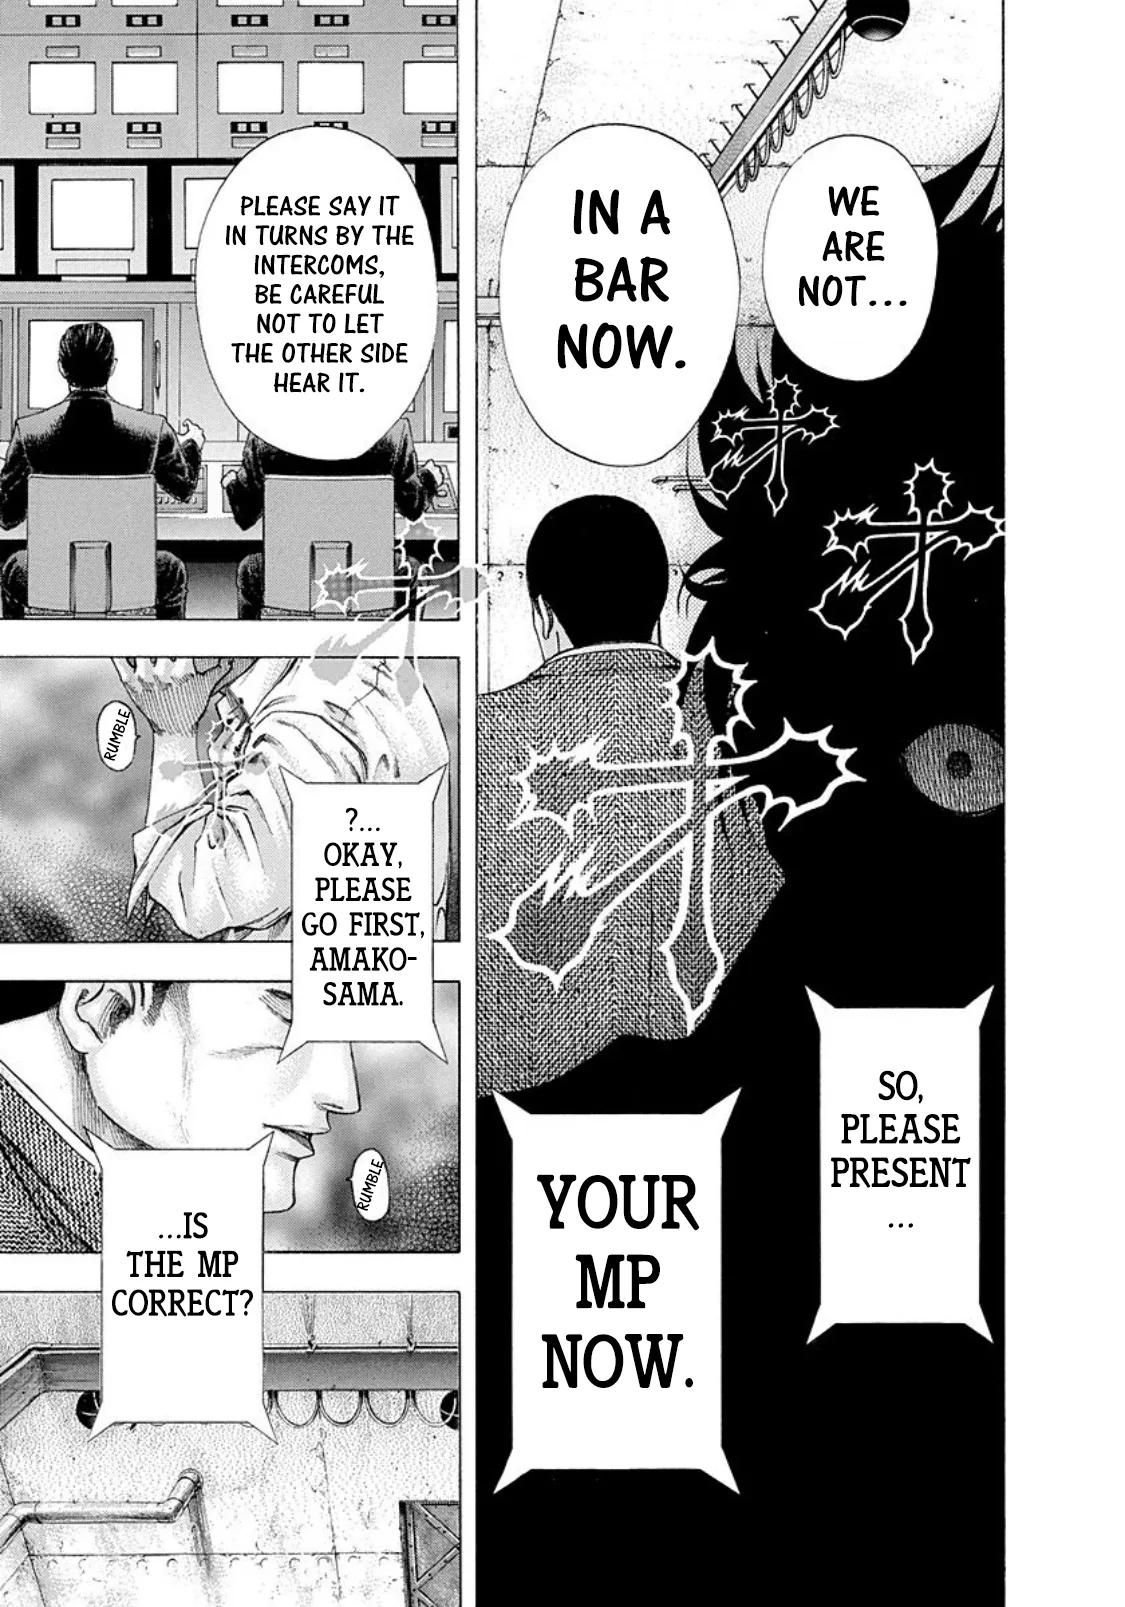 WE
ARE
NOT...
IN A
BAR
NOW.
SO,
PLEASE
PRESENT
...
YOUR
MP
NOW.
PLEASE SAY IT
IN TURNS BY THE
INTERCOMS,
BE CAREFUL
NOT TO LET
THE OTHER SIDE
HEAR IT.
RUMBLE
?...
OKAY,
PLEASE
GO FIRST,
AMAKO-
SAMA.
RUMBLE
...IS
THE MP
CORRECT?